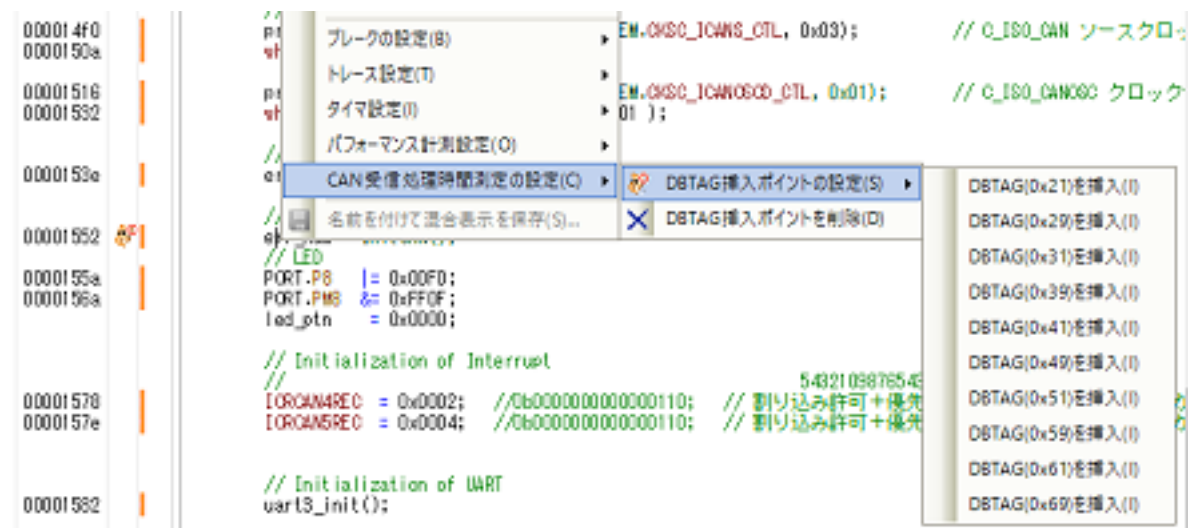 000014f0
pr
EM.CKSC_ICANS_CTL, 0x03); // C_ISO_CAN ソースクロッ
0000150a
wh
ブレークの設定(B)
トレース設定(T)
00001516
pr
EM.CKSC_ICANOSCD_CTL, 0x01); // C_ISO_CANOSC クロック
00001532
wh
01 );
タイマ設定(I)
パフォーマンス計測設定(O)
//
0000153e
CAN受信処理時間測定の設定(C)
DBTAG挿入ポイントの設定(S)
DBTAG(0x21)を挿入(I)
名前を付けて混合表示を保存(S)...
DBTAG挿入ポイントを削除(D)
DBTAG(0x29)を挿入(I)
DBTAG(0x31)を挿入(I)
DBTAG(0x39)を挿入(I)
DBTAG(0x41)を挿入(I)
DBTAG(0x49)を挿入(I)
DBTAG(0x51)を挿入(I)
DBTAG(0x59)を挿入(I)
DBTAG(0x61)を挿入(I)
DBTAG(0x69)を挿入(I)
//
00001552
// LED
0000155a PORT.P8 |= 0x00F0;
0000156a PORT.PM8 &= 0xFF0F;
led_ptn = 0x0000;
// Initialization of Interrupt
// 5432109876543
00001578 ICRCAN4REC = 0x0002; //0b0000000000000110; // 割り込み許可+優先
0000157e ICRCAN5REC = 0x0004; //0b0000000000000110; // 割り込み許可+優先
// Initialization of UART
00001582 uart3_init();